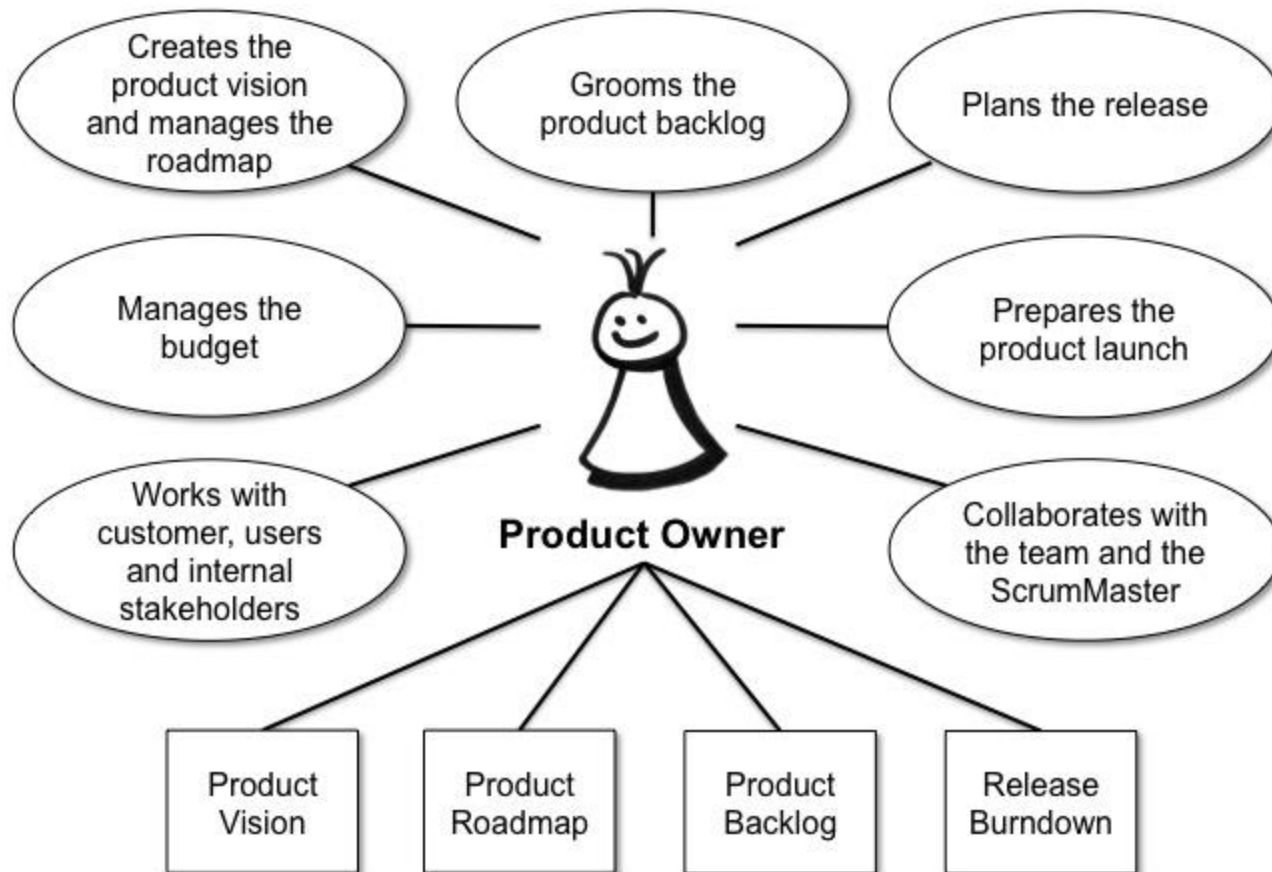 Creates the
product vision
and manages the
roadmap
Grooms the
product backlog
Plans the release
Manages the
budget
Prepares the
product launch
Works with
customer, users
and internal
stakeholders
Product Owner
Collaborates with
the team and the
ScrumMaster
Product
Vision
Product
Roadmap
Product
Backlog
Release
Burndown